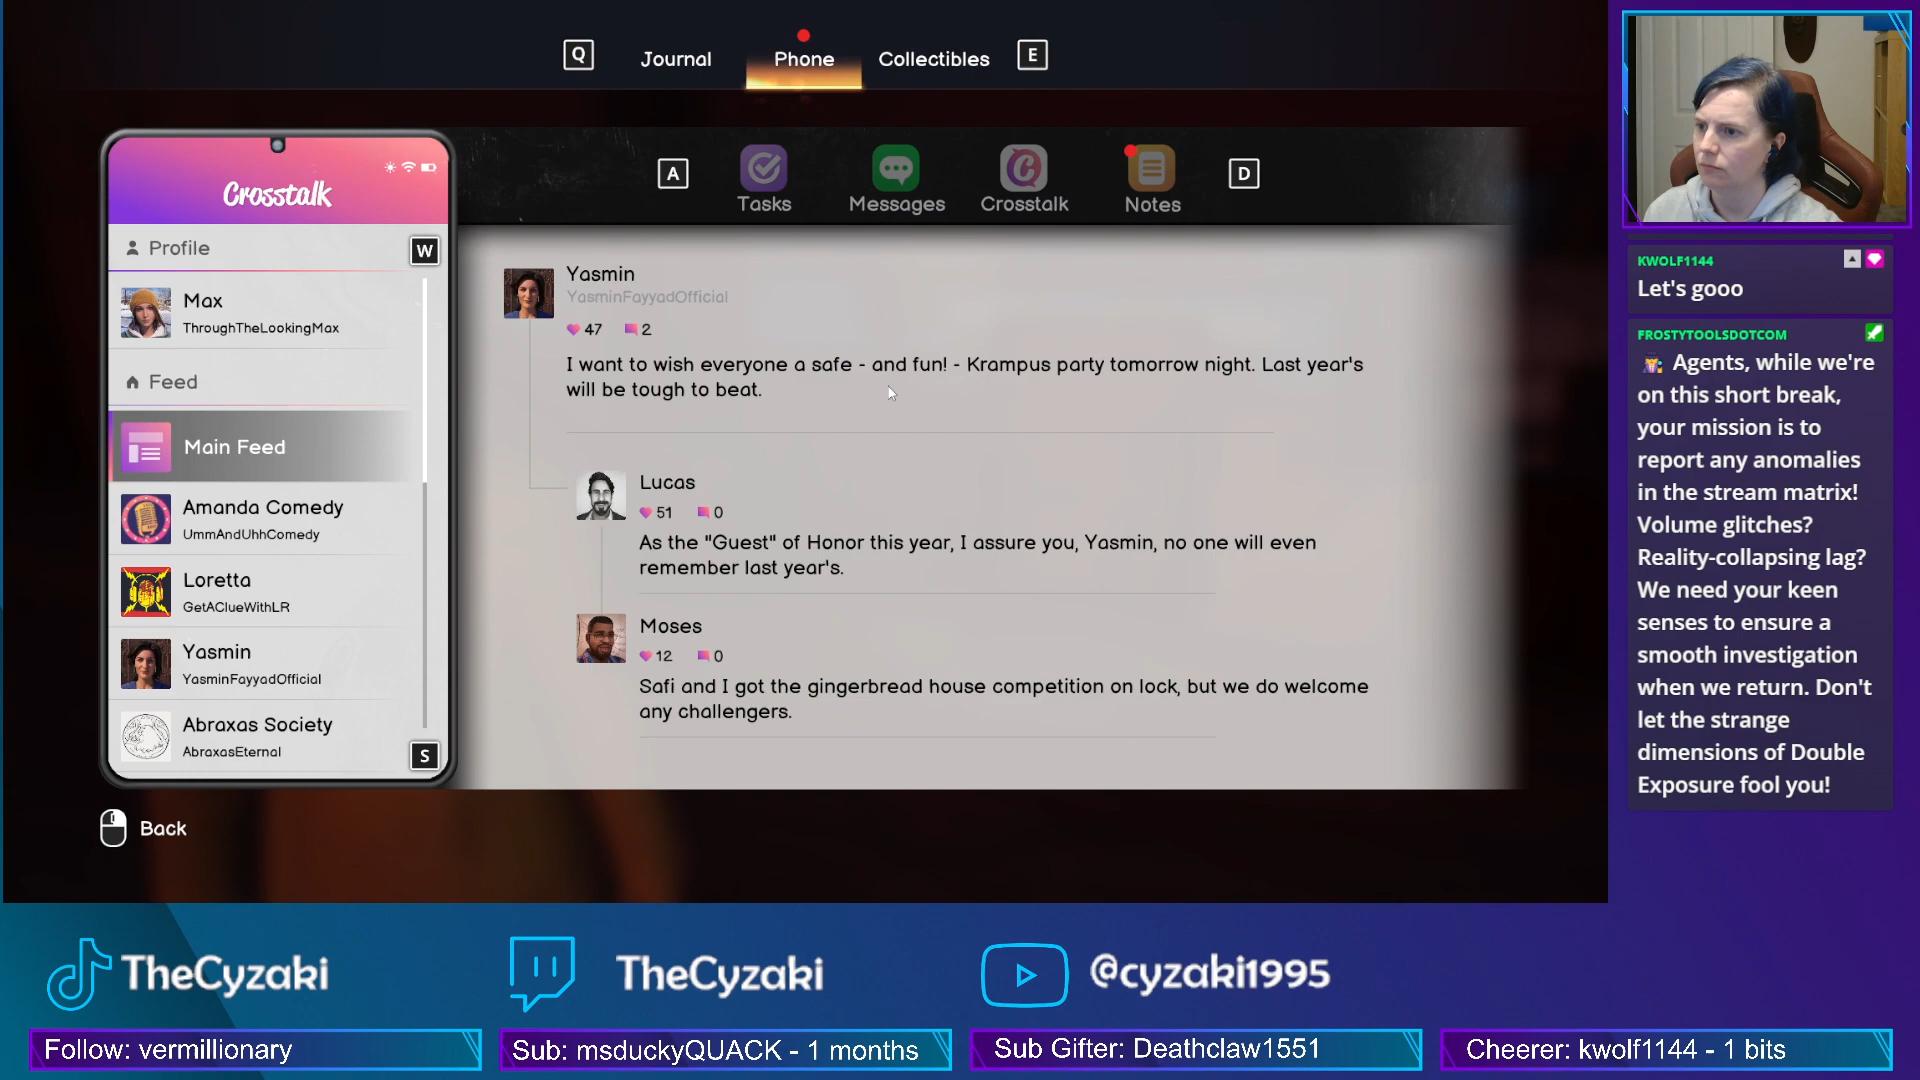 Q
Journal
Phone
Collectibles
E
Crosstalk
Profile
W
Max
ThroughTheLookingMax
Feed
Main Feed
Amanda Comedy
UmmAndUhhComedy
Loretta
GetAClueWithLR
Yasmin
YasminFayyadOfficial
Abraxas Society
AbraxasEternal
S
Back
A
Tasks
Messages
Crosstalk
Notes
D
Yasmin
YasminFayyadOfficial
47 2
I want to wish everyone a safe - and fun! - Krampus party tomorrow night. Last year's
will be tough to beat.
Lucas
51 0
As the "Guest" of Honor this year, I assure you, Yasmin, no one will even
remember last year's.
Moses
12 0
Safi and I got the gingerbread house competition on lock, but we do welcome
any challengers.
KWOLF1144
Let's gooo
FROSTYTOOLSDOTCOM
Agents, while we're
on this short break,
your mission is to
report any anomalies
in the stream matrix!
Volume glitches?
Reality-collapsing lag?
We need your keen
senses to ensure a
smooth investigation
when we return. Don't
let the strange
dimensions of Double
Exposure fool you!
TheCyzaki
TheCyzaki
@cyzaki1995
Follow: vermillionary
Sub: msduckyQUACK - 1 months
Sub Gifter: Deathclaw1551
Cheerer: kwolf1144 - 1 bits